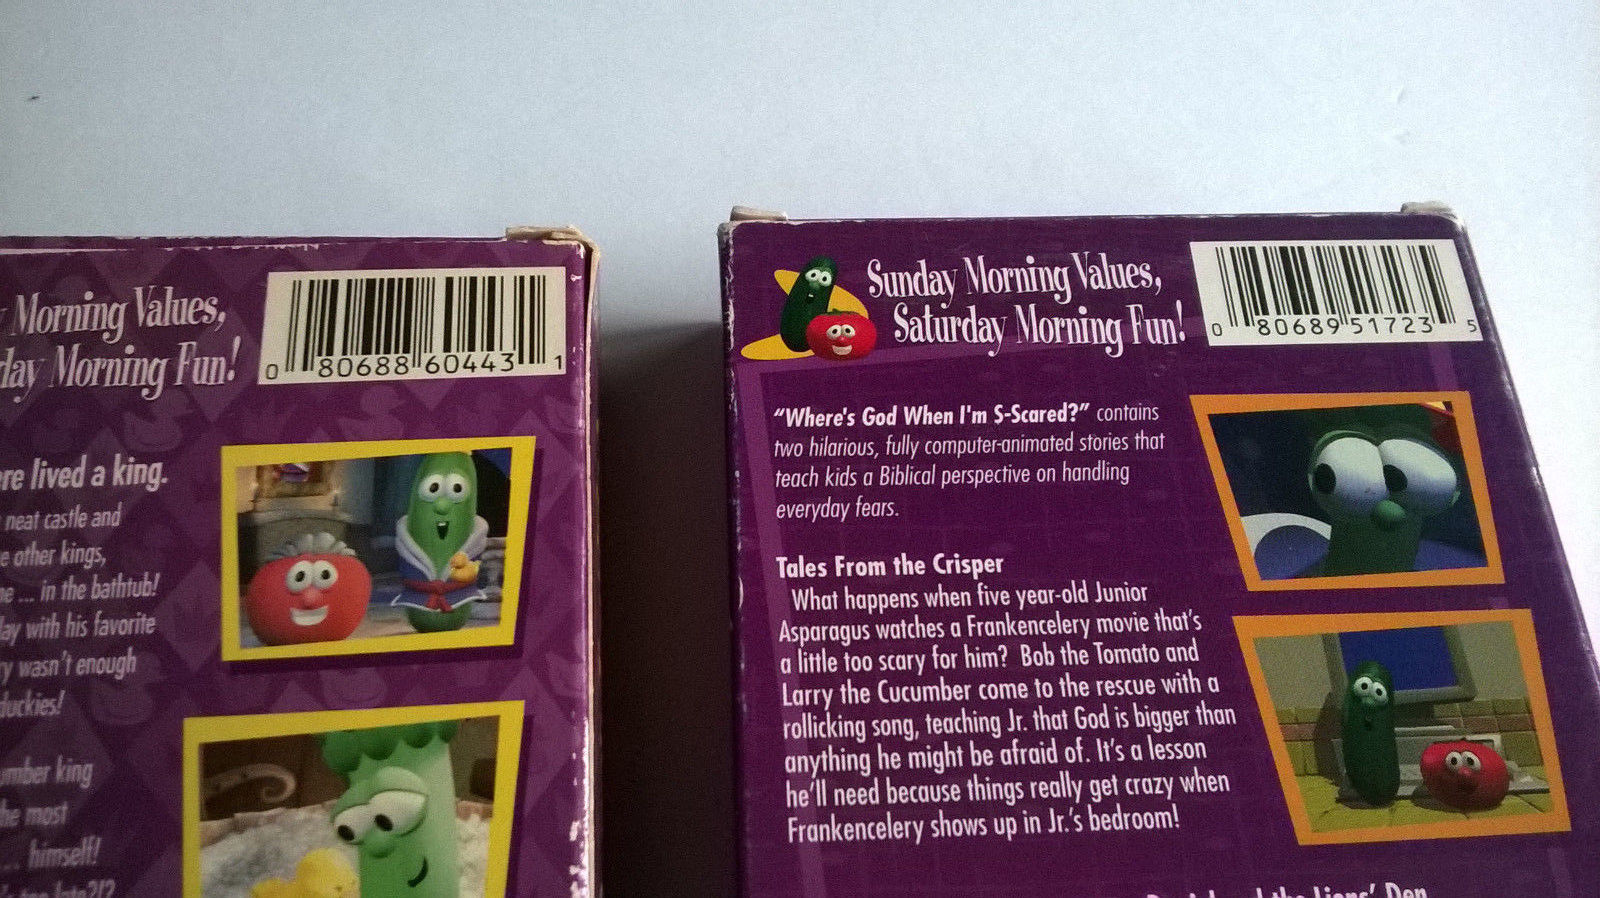 Morning Values,
Morning Fun!
0 80688 60443 1
lived a king.
neat castle and
other kings,
... in the bathtub!
with his favorite
wasn't enough
duckies!
king
most
... himself!
Sunday Morning Values,
Saturday Morning Fun!
0 80689 51723 5
"Where's God When I'm S-Scared?" contains
two hilarious, fully computer-animated stories that
teach kids a Biblical perspective on handling
everyday fears.
Tales From the Crisper
What happens when five year-old Junior
Asparagus watches a Frankencelery movie that's
a little too scary for him? Bob the Tomato and
Larry the Cucumber come to the rescue with a
rollicking song, teaching Jr. that God is bigger than
anything he might be afraid of. It's a lesson
he'll need because things really get crazy when
Frankencelery shows up in Jr.'s bedroom!
the Lions' Den